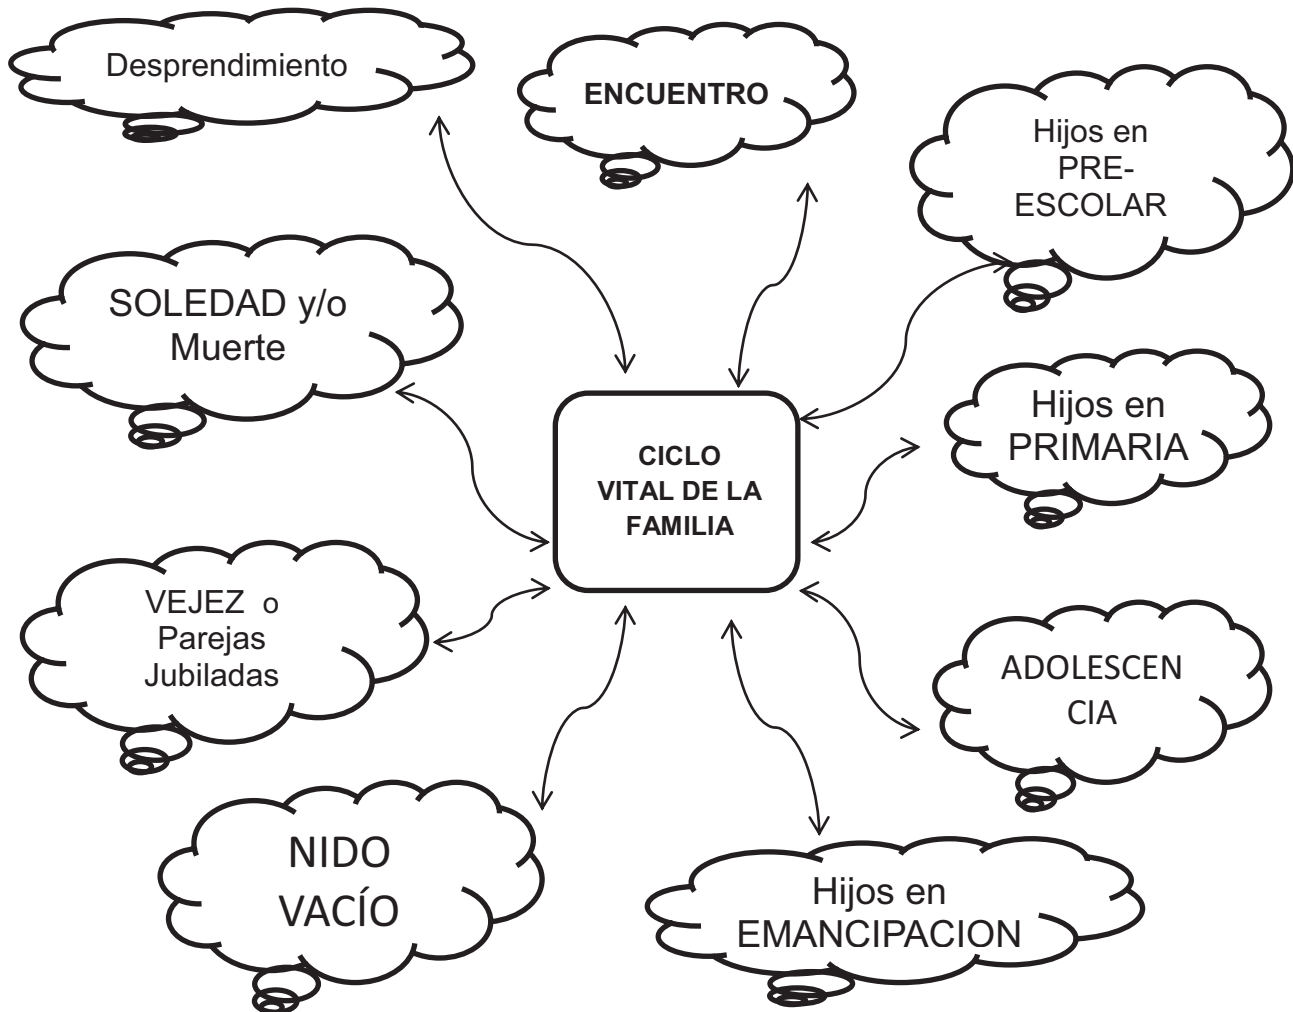 Desprendimiento
ENCUENTRO
Hijos en
PRE-
ESCOLAR
SOLEDAD y/o
Muerte
Hijos en
PRIMARIA
CICLO
VITAL DE LA
FAMILIA
VEJEZ o
Parejas
Jubiladas
ADOLESCEN
CIA
NIDO
VACÍO
Hijos en
EMANCIPACION